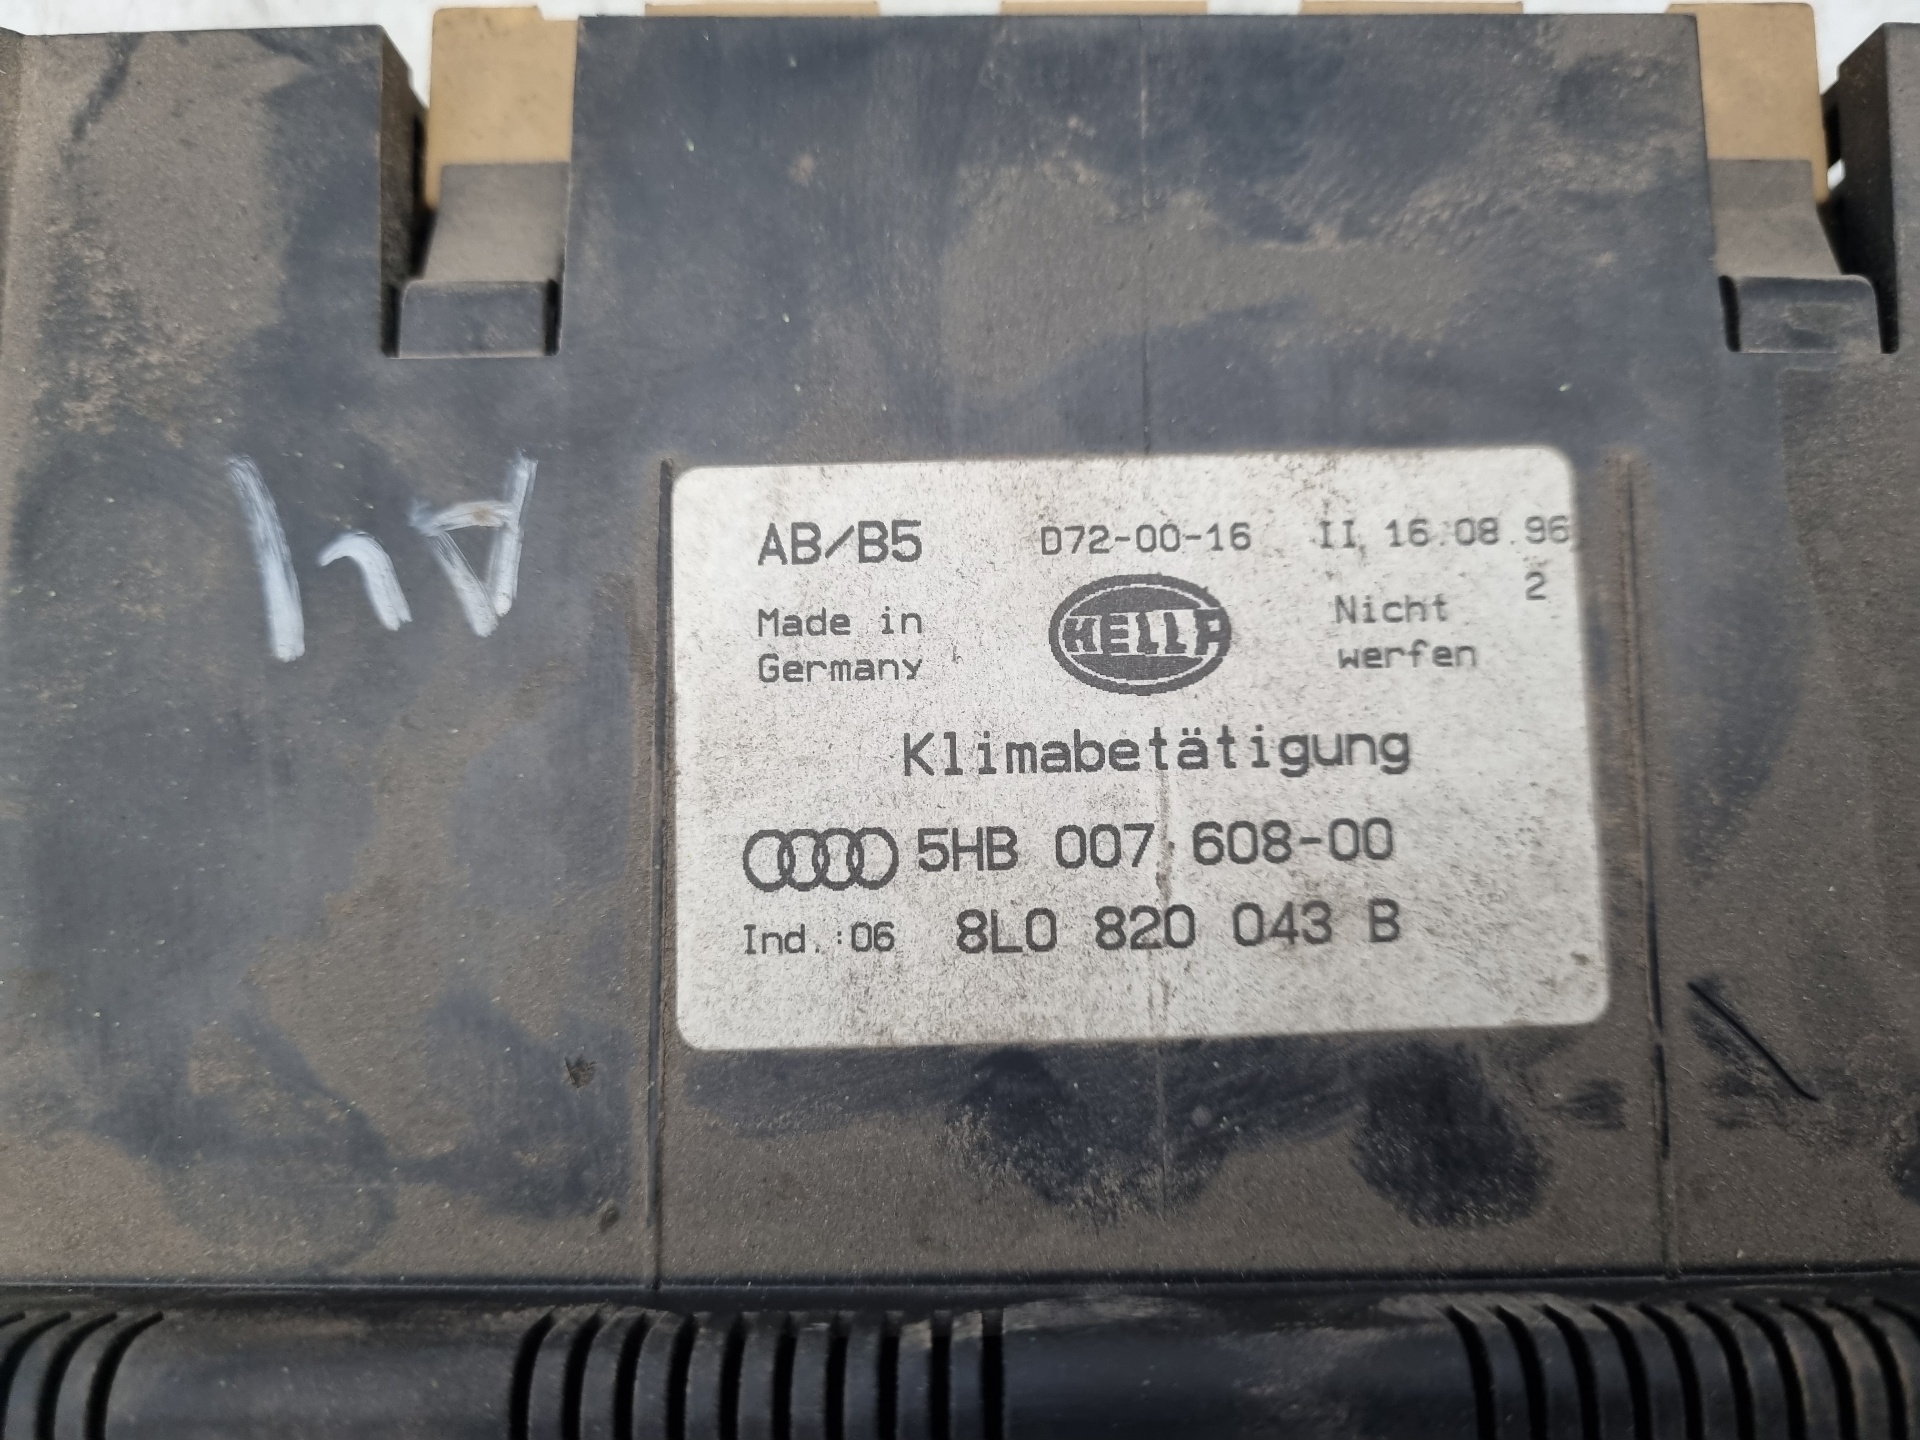 A4
AB/B5 D72-00-16 II 16.08.96
2
Made in HELLA Nicht
Germany werfen
Klimabetätigung
5HB 007 608-00
Ind.:06 8L0 820 043 B